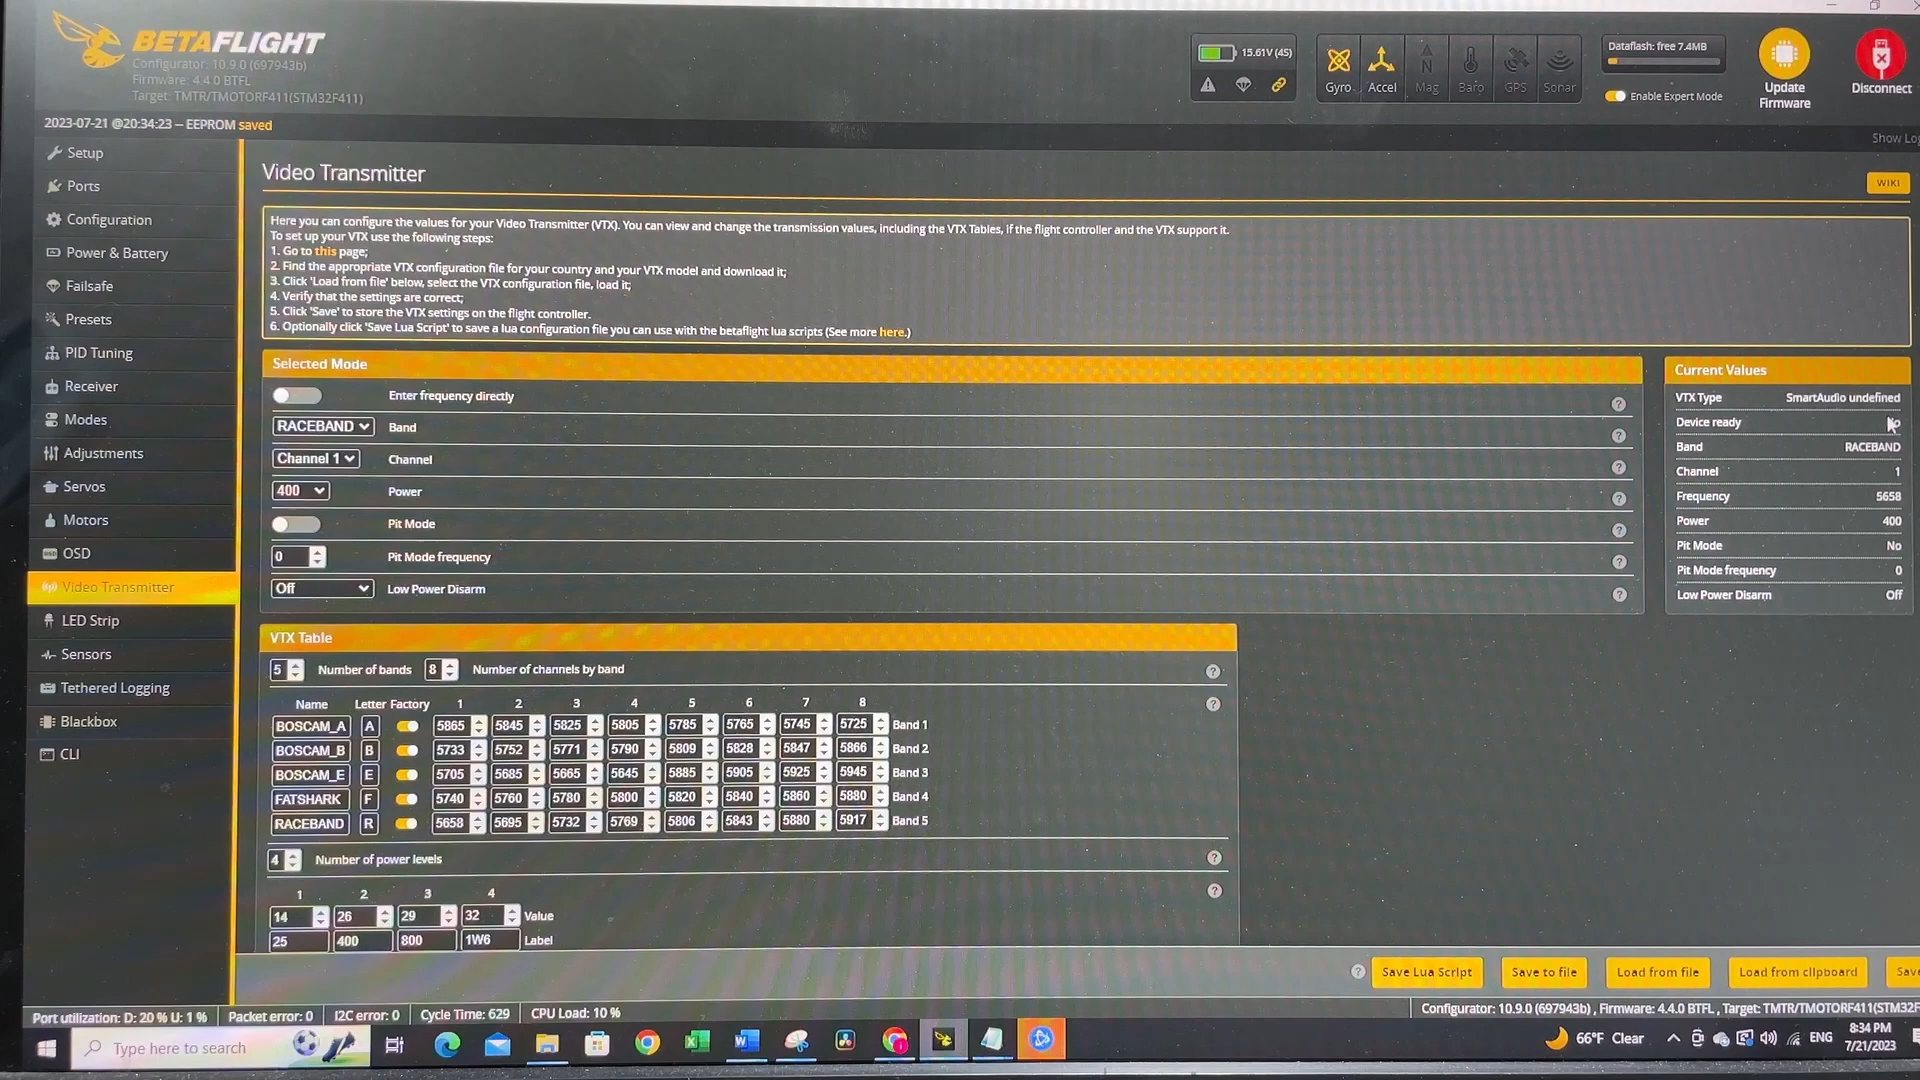 BETAFLIGHT
Configurator: 10.9.0 (697943b)
Firmware: 4.4.0 BTFL
Target: TMTR/TMOTORF411(STM32F411)
15.61V (4S)
Gyro
Accel
Mag
Baro
GPS
Sonar
Dataflash: free 7.4MB
Enable Expert Mode
Update
Firmware
Disconnect
2023-07-21 @20:34:23 -- EEPROM saved
Show Log
Setup
Ports
Configuration
Power & Battery
Failsafe
Presets
PID Tuning
Receiver
Modes
Adjustments
Servos
Motors
OSD
Video Transmitter
LED Strip
Sensors
Tethered Logging
Blackbox
CLI
Video Transmitter
WIKI
Here you can configure the values for your Video Transmitter (VTX). You can view and change the transmission values, including the VTX Tables, if the flight controller and the VTX support it.
To set up your VTX use the following steps:
1. Go to this page;
2. Find the appropriate VTX configuration file for your country and your VTX model and download it;
3. Click 'Load from file' below, select the VTX configuration file, load it;
4. Verify that the settings are correct;
5. Click 'Save' to store the VTX settings on the flight controller.
6. Optionally click 'Save Lua Script' to save a lua configuration file you can use with the betaflight lua scripts (See more here.)
Selected Mode
Enter frequency directly
RACEBAND Band
Channel 1 Channel
400 Power
Pit Mode
0 Pit Mode frequency
Off Low Power Disarm
Current Values
VTX Type SmartAudio undefined
Device ready
Band RACEBAND
Channel 1
Frequency 5658
Power 400
Pit Mode No
Pit Mode frequency 0
Low Power Disarm Off
VTX Table
5 Number of bands 8 Number of channels by band
Name Letter Factory 1 2 3 4 5 6 7 8
BOSCAM_A A 5865 5845 5825 5805 5785 5765 5745 5725 Band 1
BOSCAM_B B 5733 5752 5771 5790 5809 5828 5847 5866 Band 2
BOSCAM_E E 5705 5685 5665 5645 5885 5905 5925 5945 Band 3
FATSHARK F 5740 5760 5780 5800 5820 5840 5860 5880 Band 4
RACEBAND R 5658 5695 5732 5769 5806 5843 5880 5917 Band 5
4 Number of power levels
1 2 3 4
14 26 29 32 Value
25 400 800 1W6 Label
Save Lua Script
Save to file
Load from file
Load from clipboard
Save
Port utilization: D: 20 % U: 1 %
Packet error: 0
I2C error: 0
Cycle Time: 629
CPU Load: 10 %
Configurator: 10.9.0 (697943b) , Firmware: 4.4.0 BTFL , Target: TMTR/TMOTORF411(STM32F
Type here to search
66°F Clear
ENG
8:34 PM
7/21/2023